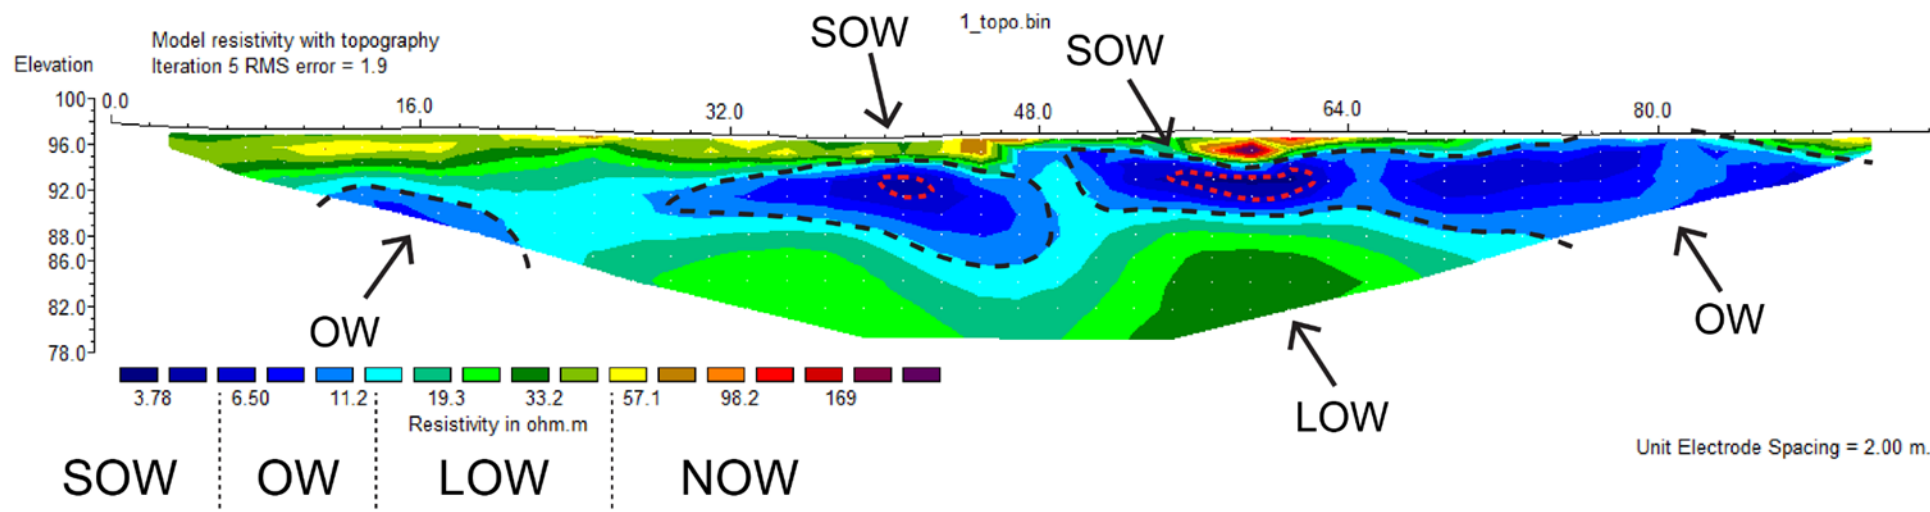 SOW
1_topo.bin
SOW
Model resistivity with topography
Iteration 5 RMS error = 1.9
Elevation
100 0.0 16.0 32.0 48.0 64.0 80.0
96.0
92.0
88.0
86.0
82.0
78.0
OW
OW
LOW
3.78 6.50 11.2 19.3 33.2 57.1 98.2 169
Resistivity in ohm.m
Unit Electrode Spacing = 2.00 m.
SOW OW LOW NOW